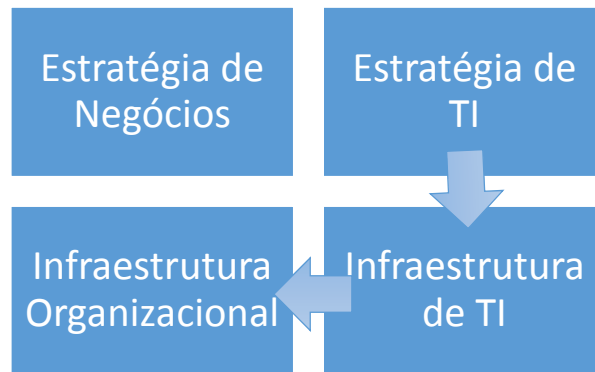 Estratégia de
Negócios
Estratégia de
TI
Infraestrutura
Organizacional
Infraestrutura
de TI